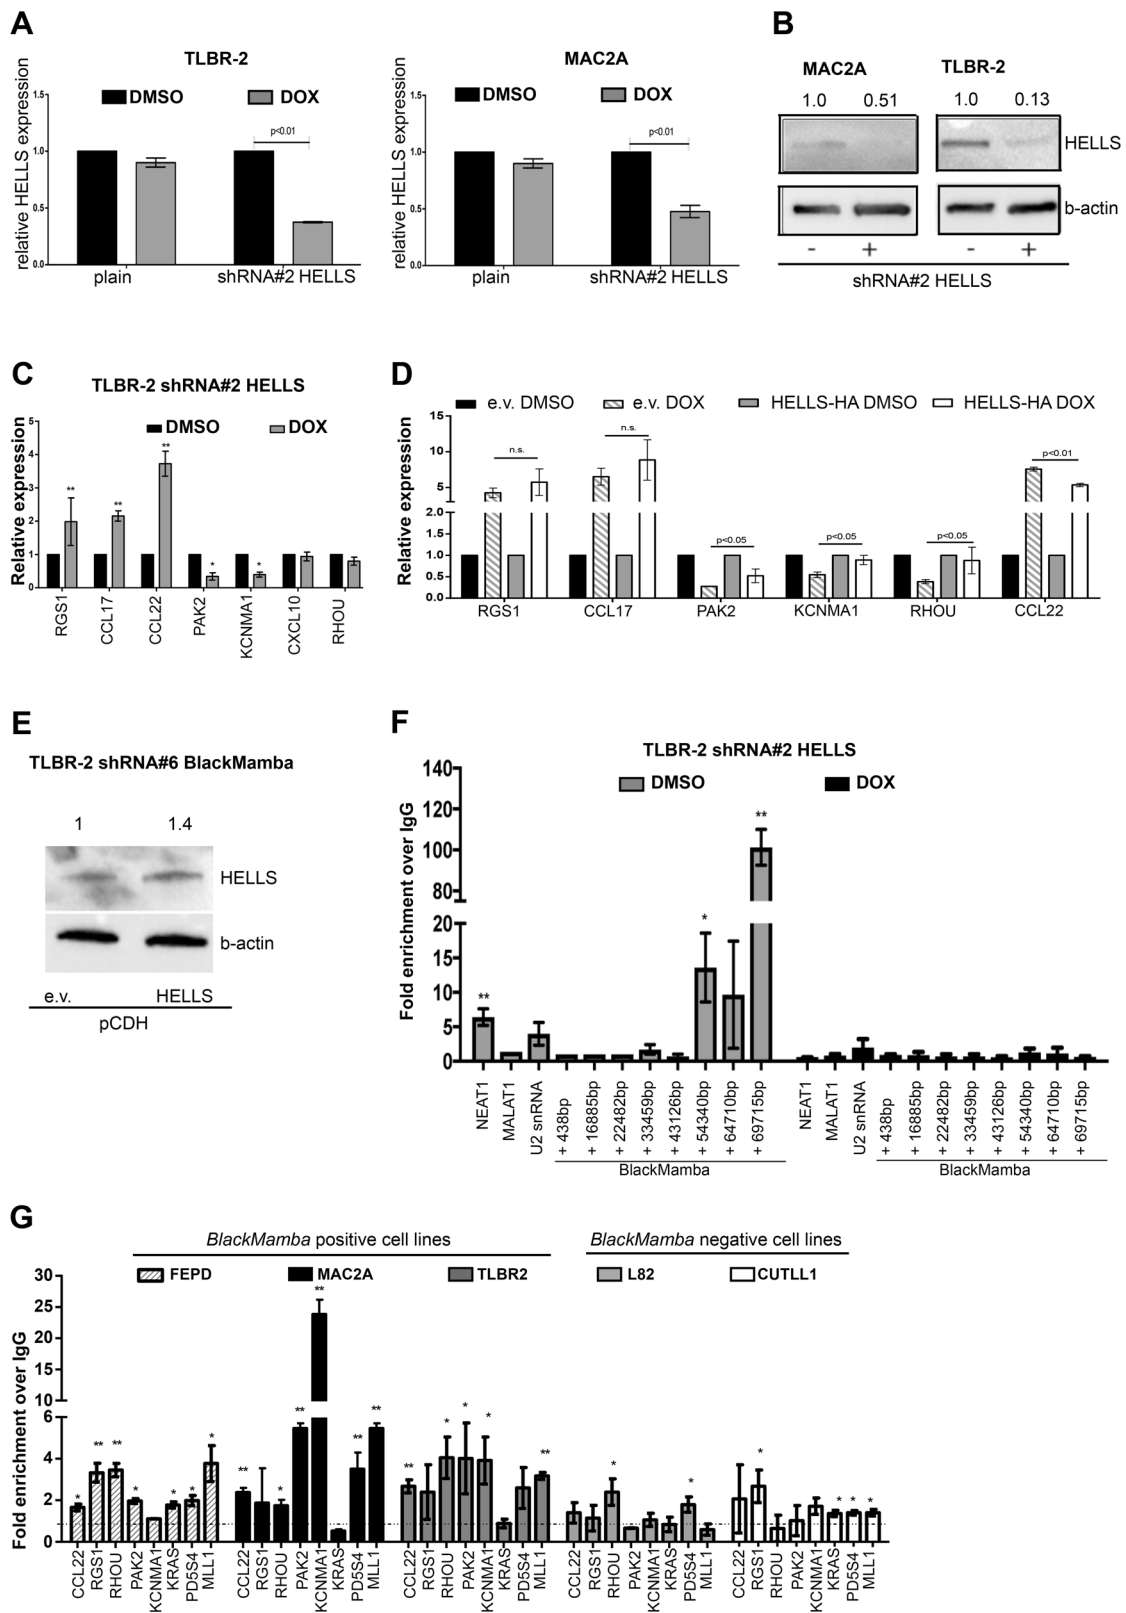 A
TLBR-2
relative HELLS expression
DMSO
DOX
1.5
1.0
0.5
0.0
p<0.01
plain
shRNA#2 HELLS
MAC2A
relative HELLS expression
DMSO
DOX
1.5
1.0
0.5
0.0
p<0.01
plain
shRNA#2 HELLS
B
MAC2A
TLBR-2
1.0 0.51
1.0 0.13
HELLS
b-actin
- + - +
shRNA#2 HELLS
C
TLBR-2 shRNA#2 HELLS
DMSO
DOX
Relative expression
5
4
3
2
1
0
** ** ** * *
RGS1
CCL17
CCL22
PAK2
KCNMA1
CXCL10
RHOU
D
e.v. DMSO
e.v. DOX
HELLS-HA DMSO
HELLS-HA DOX
Relative expression
15
10
5
2.0
1.5
1.0
0.5
0.0
n.s.
n.s.
p<0.05
p<0.05
p<0.05
p<0.01
RGS1
CCL17
PAK2
KCNMA1
RHOU
CCL22
E
TLBR-2 shRNA#6 BlackMamba
1 1.4
HELLS
b-actin
e.v. HELLS
pCDH
F
TLBR-2 shRNA#2 HELLS
DMSO
DOX
Fold enrichment over IgG
140
120
100
80
20
15
10
5
0
** * **
NEAT1
MALAT1
U2 snRNA
+ 438bp
+ 16885bp
+ 22482bp
+ 33459bp
+ 43126bp
+ 54340bp
+ 64710bp
+ 69715bp
BlackMamba
NEAT1
MALAT1
U2 snRNA
+ 438bp
+ 16885bp
+ 22482bp
+ 33459bp
+ 43126bp
+ 54340bp
+ 64710bp
+ 69715bp
BlackMamba
G
BlackMamba positive cell lines
BlackMamba negative cell lines
FEPD
MAC2A
TLBR2
L82
CUTLL1
Fold enrichment over IgG
30
25
20
15
10
6
4
2
0
* ** ** * * * *
** * ** ** ** **
** * * * **
* *
* * * *
CCL22
RGS1
RHOU
PAK2
KCNMA1
KRAS
PD5S4
MLL1
CCL22
RGS1
RHOU
PAK2
KCNMA1
KRAS
PD5S4
MLL1
CCL22
RGS1
RHOU
PAK2
KCNMA1
KRAS
PD5S4
MLL1
CCL22
RGS1
RHOU
PAK2
KCNMA1
KRAS
PD5S4
MLL1
CCL22
RGS1
RHOU
PAK2
KCNMA1
KRAS
PD5S4
MLL1